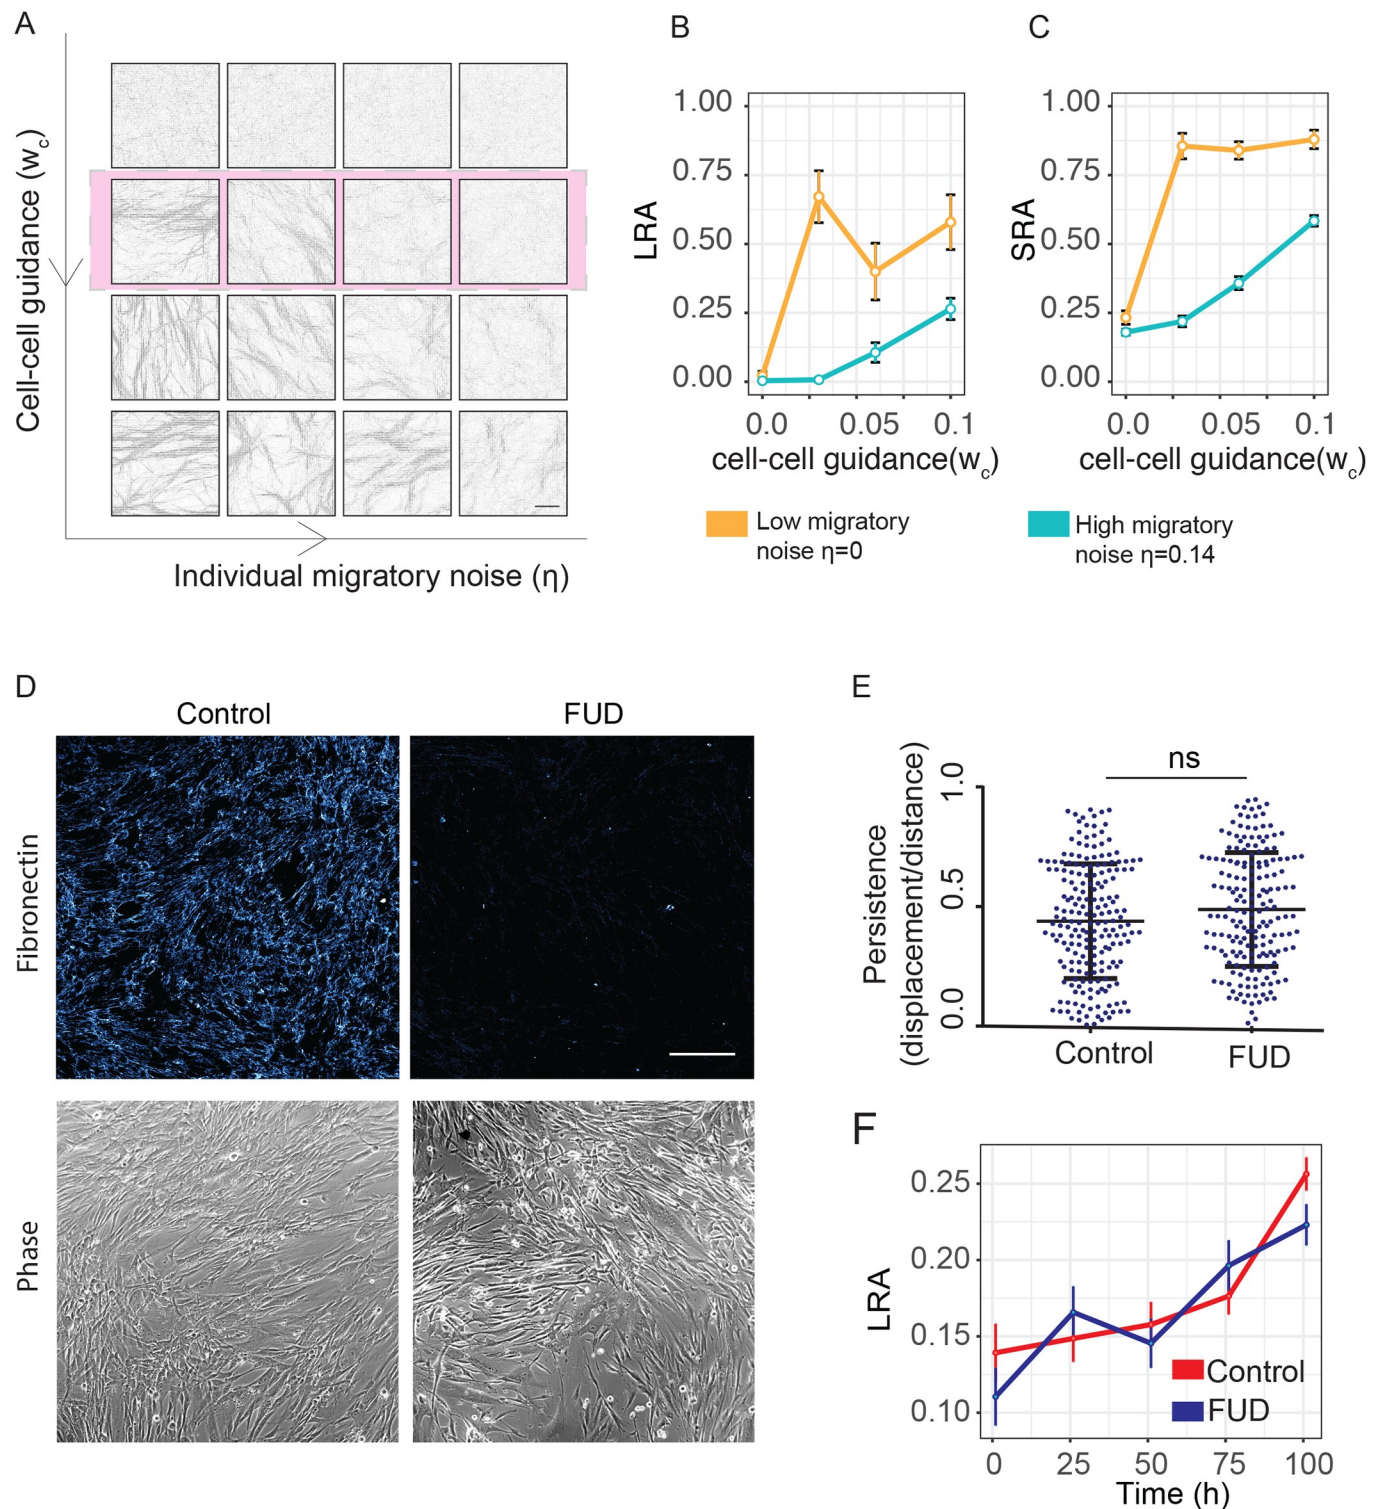 A
Cell-cell guidance (wc)
Individual migratory noise (η)
B
1.00
0.75
0.50
0.25
0.00
LRA
0.0 0.05 0.1
cell-cell guidance(wc)
Low migratory
noise η=0
C
1.00
0.75
0.50
0.25
0.00
SRA
0.0 0.05 0.1
cell-cell guidance(wc)
High migratory
noise η=0.14
D
Control FUD
Fibronectin
Phase
E
ns
Persistence
(displacement/distance)
1.0
0.5
0.0
Control FUD
F
0.25
0.20
0.15
0.10
LRA
Control
FUD
0 25 50 75 100
Time (h)